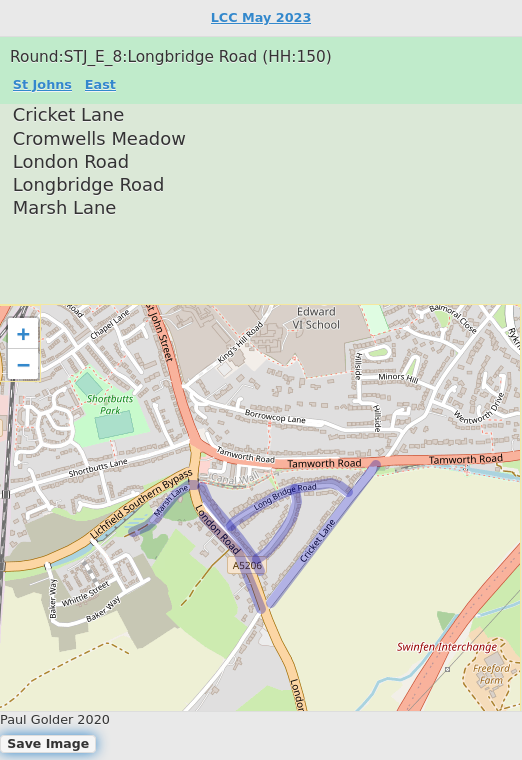 LCC May 2023
Round:STJ_E_8:Longbridge Road (HH:150)
St Johns East
Cricket Lane
Cromwells Meadow
London Road
Longbridge Road
Marsh Lane
+
−
Road
Chapel Lane
St John Street
King's Hill Road
Edward
VI School
Balmoral Close
Hillside
Minors Hill
Shortbutts
Park
Hillside
Wentworth Drive
Borrowcop Lane
Tamworth Road
Tamworth Road
Tamworth Road
Shortbutts Lane
Canal Wall
Lichfield Southern Bypass
Marsh Lane
Long Bridge Road
London Road
Cricket Lane
A5206
Baker Way
Whittle Street
Baker Way
Swinfen Interchange
Freeford
Farm
London
Paul Golder 2020
Save Image